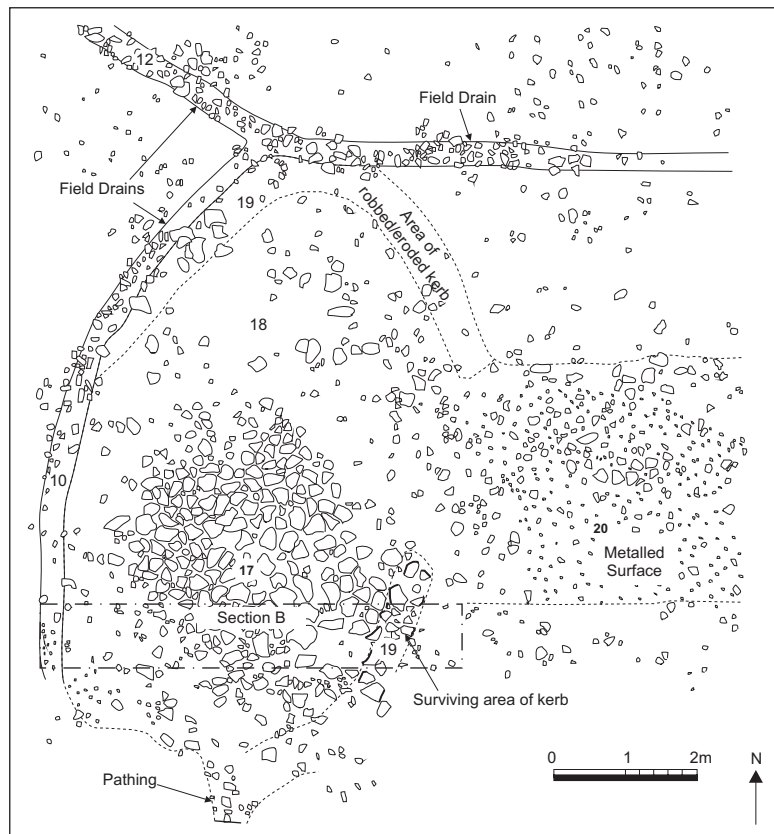 12
Field Drain
Field Drains
19
Area of
robbed/eroded kerb
18
10
20
Metalled
Surface
17
Section B
19
Surviving area of kerb
Pathing
0 1 2m
N